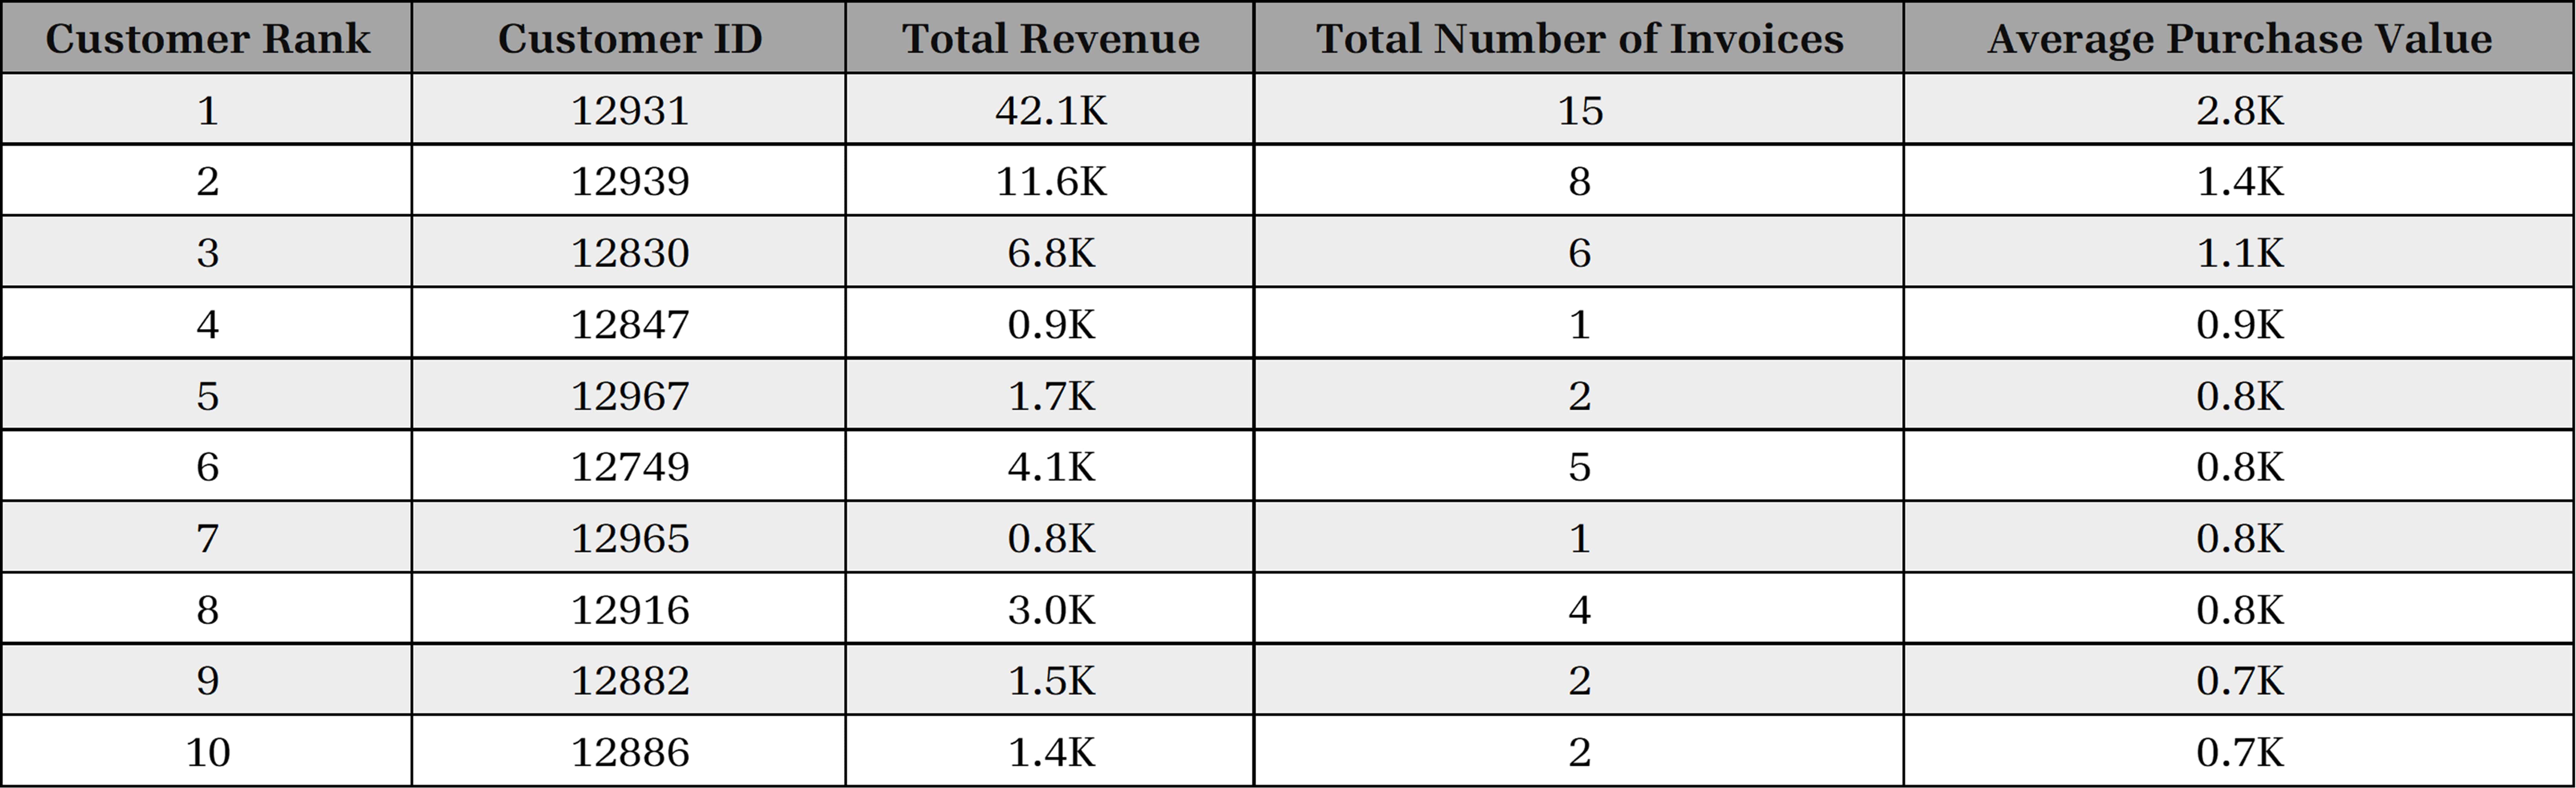 Customer Rank Customer ID Total Revenue Total Number of Invoices Average Purchase Value
1 12931 42.1K 15 2.8K
2 12939 11.6K 8 1.4K
3 12830 6.8K 6 1.1K
4 12847 0.9K 1 0.9K
5 12967 1.7K 2 0.8K
6 12749 4.1K 5 0.8K
7 12965 0.8K 1 0.8K
8 12916 3.0K 4 0.8K
9 12882 1.5K 2 0.7K
10 12886 1.4K 2 0.7K